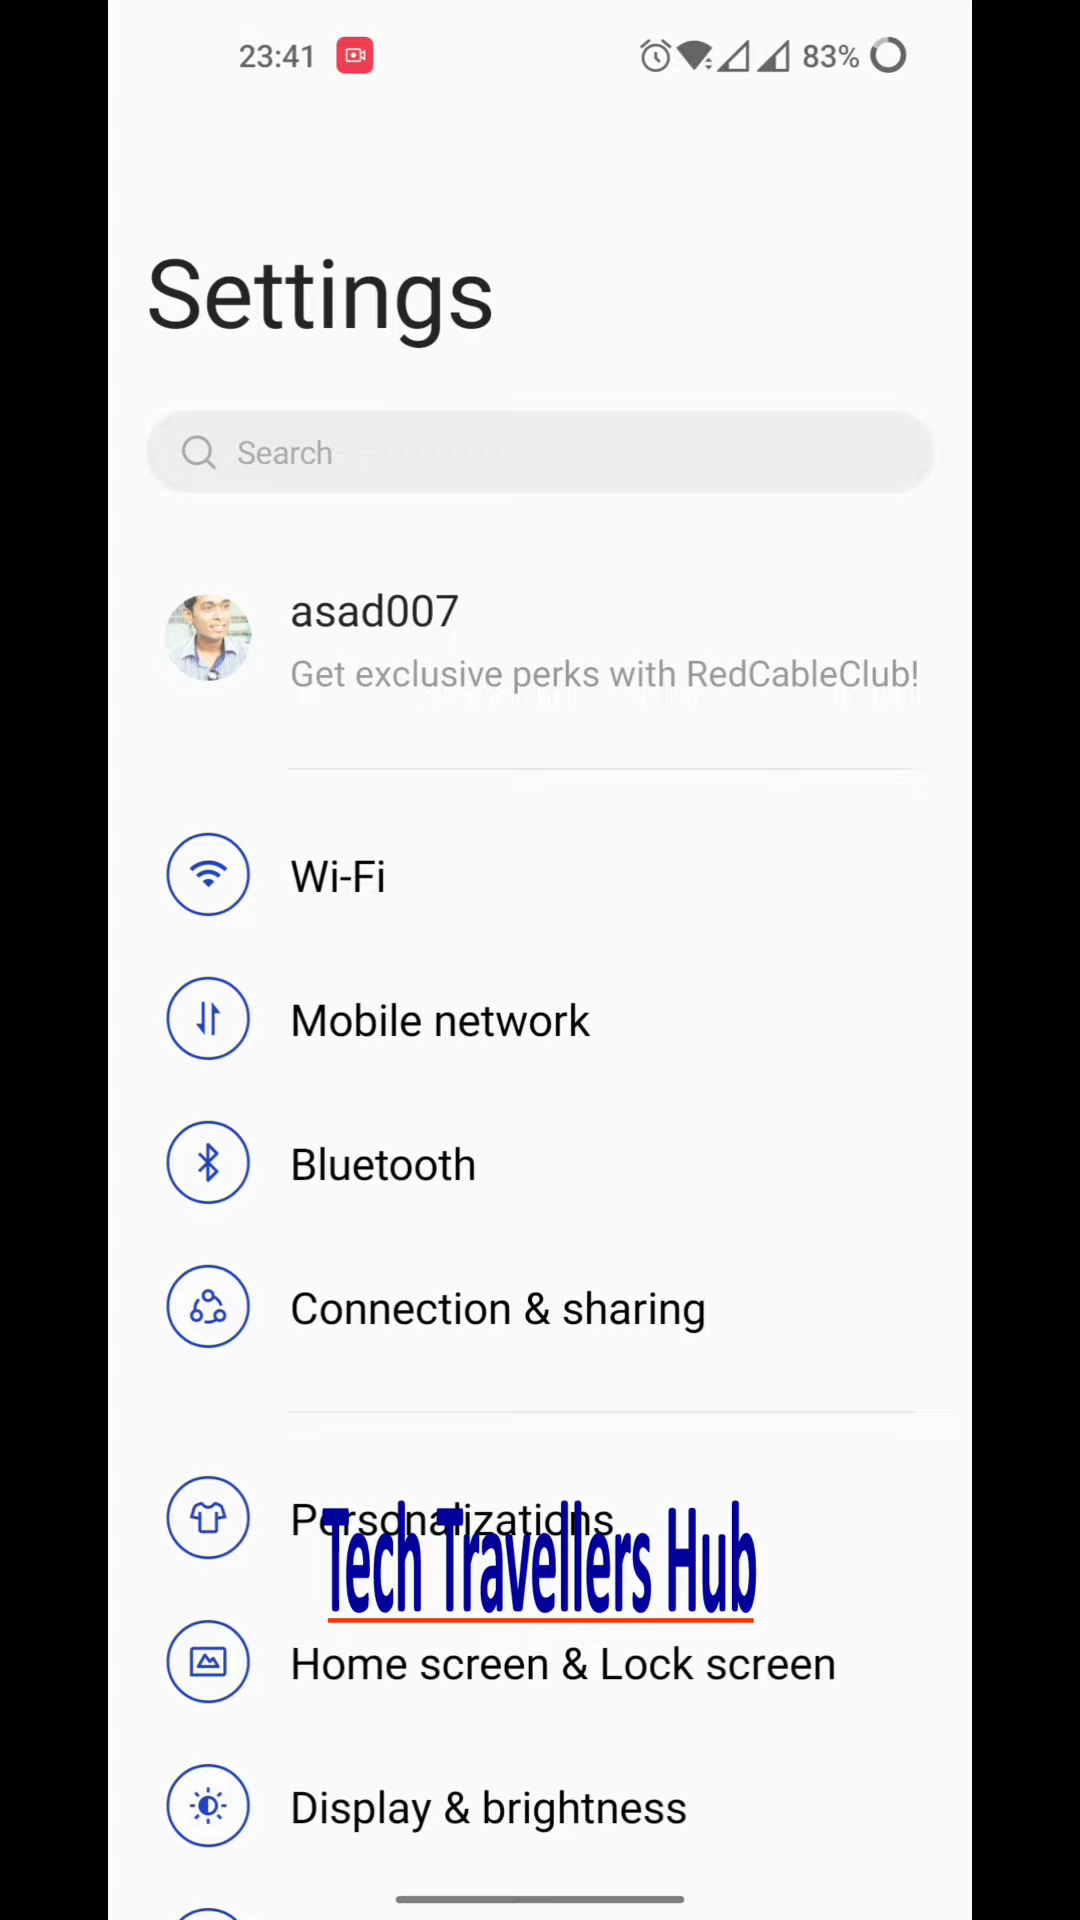 23:41 83%
Settings
Search
asad007
Get exclusive perks with RedCableClub!
Wi-Fi
Mobile network
Bluetooth
Connection & sharing
Personalizations
Tech Travellers Hub
Home screen & Lock screen
Display & brightness